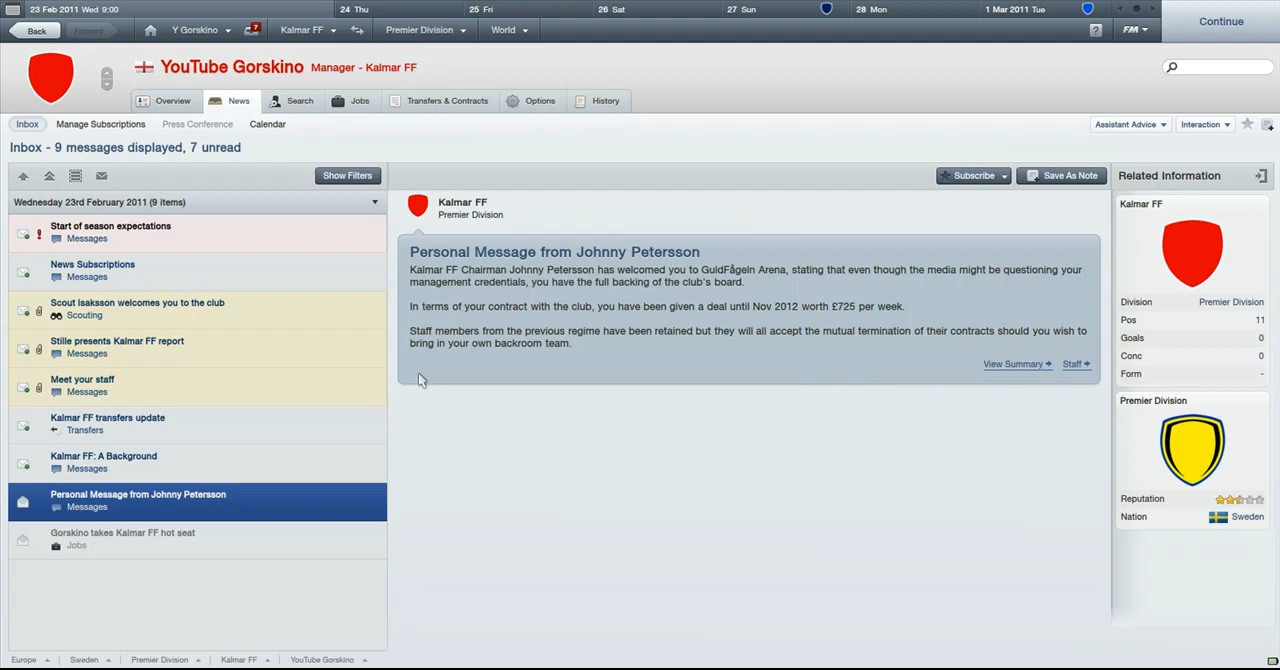 23 Feb 2011 Wed 9:00 24 Thu 25 Fri 26 Sat 27 Sun 28 Mon 1 Mar 2011 Tue
Continue
Back Forward 7 Y Gorskino Kalmar FF Premier Division World ? FM
YouTube Gorskino Manager - Kalmar FF
Overview News Search Jobs Transfers & Contracts Options History
Inbox Manage Subscriptions Press Conference Calendar Assistant Advice Interaction
Inbox - 9 messages displayed, 7 unread
Show Filters Subscribe Save As Note Related Information
Wednesday 23rd February 2011 (9 items)
Start of season expectations
Messages
News Subscriptions
Messages
Scout Isaksson welcomes you to the club
Scouting
Stille presents Kalmar FF report
Messages
Meet your staff
Messages
Kalmar FF transfers update
Transfers
Kalmar FF: A Background
Messages
Personal Message from Johnny Petersson
Messages
Gorskino takes Kalmar FF hot seat
Jobs
Kalmar FF
Premier Division
Personal Message from Johnny Petersson
Kalmar FF Chairman Johnny Petersson has welcomed you to GuldFågeln Arena, stating that even though the media might be questioning your
management credentials, you have the full backing of the club's board.
In terms of your contract with the club, you have been given a deal until Nov 2012 worth £725 per week.
Staff members from the previous regime have been retained but they will all accept the mutual termination of their contracts should you wish to
bring in your own backroom team.
View Summary Staff
Kalmar FF
Division Premier Division
Pos 11
Goals 0
Conc 0
Form -
Premier Division
Reputation
Nation Sweden
Europe Sweden Premier Division Kalmar FF YouTube Gorskino